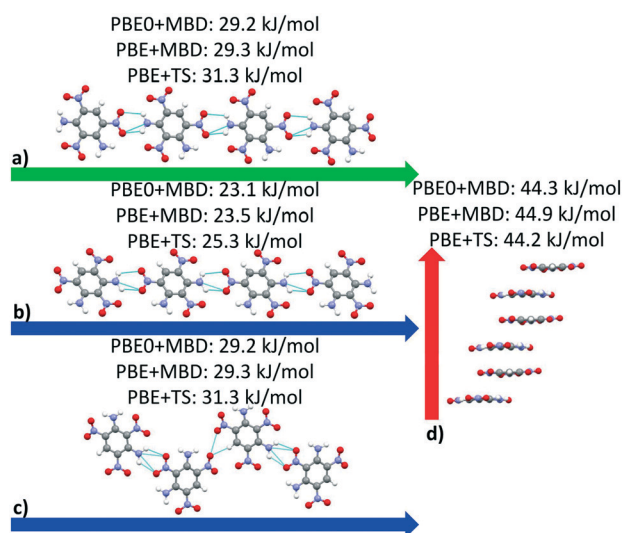 PBE0+MBD: 29.2 kJ/mol
PBE+MBD: 29.3 kJ/mol
PBE+TS: 31.3 kJ/mol
a)
PBE0+MBD: 23.1 kJ/mol
PBE+MBD: 23.5 kJ/mol
PBE+TS: 25.3 kJ/mol
b)
PBE0+MBD: 29.2 kJ/mol
PBE+MBD: 29.3 kJ/mol
PBE+TS: 31.3 kJ/mol
c)
PBE0+MBD: 44.3 kJ/mol
PBE+MBD: 44.9 kJ/mol
PBE+TS: 44.2 kJ/mol
d)